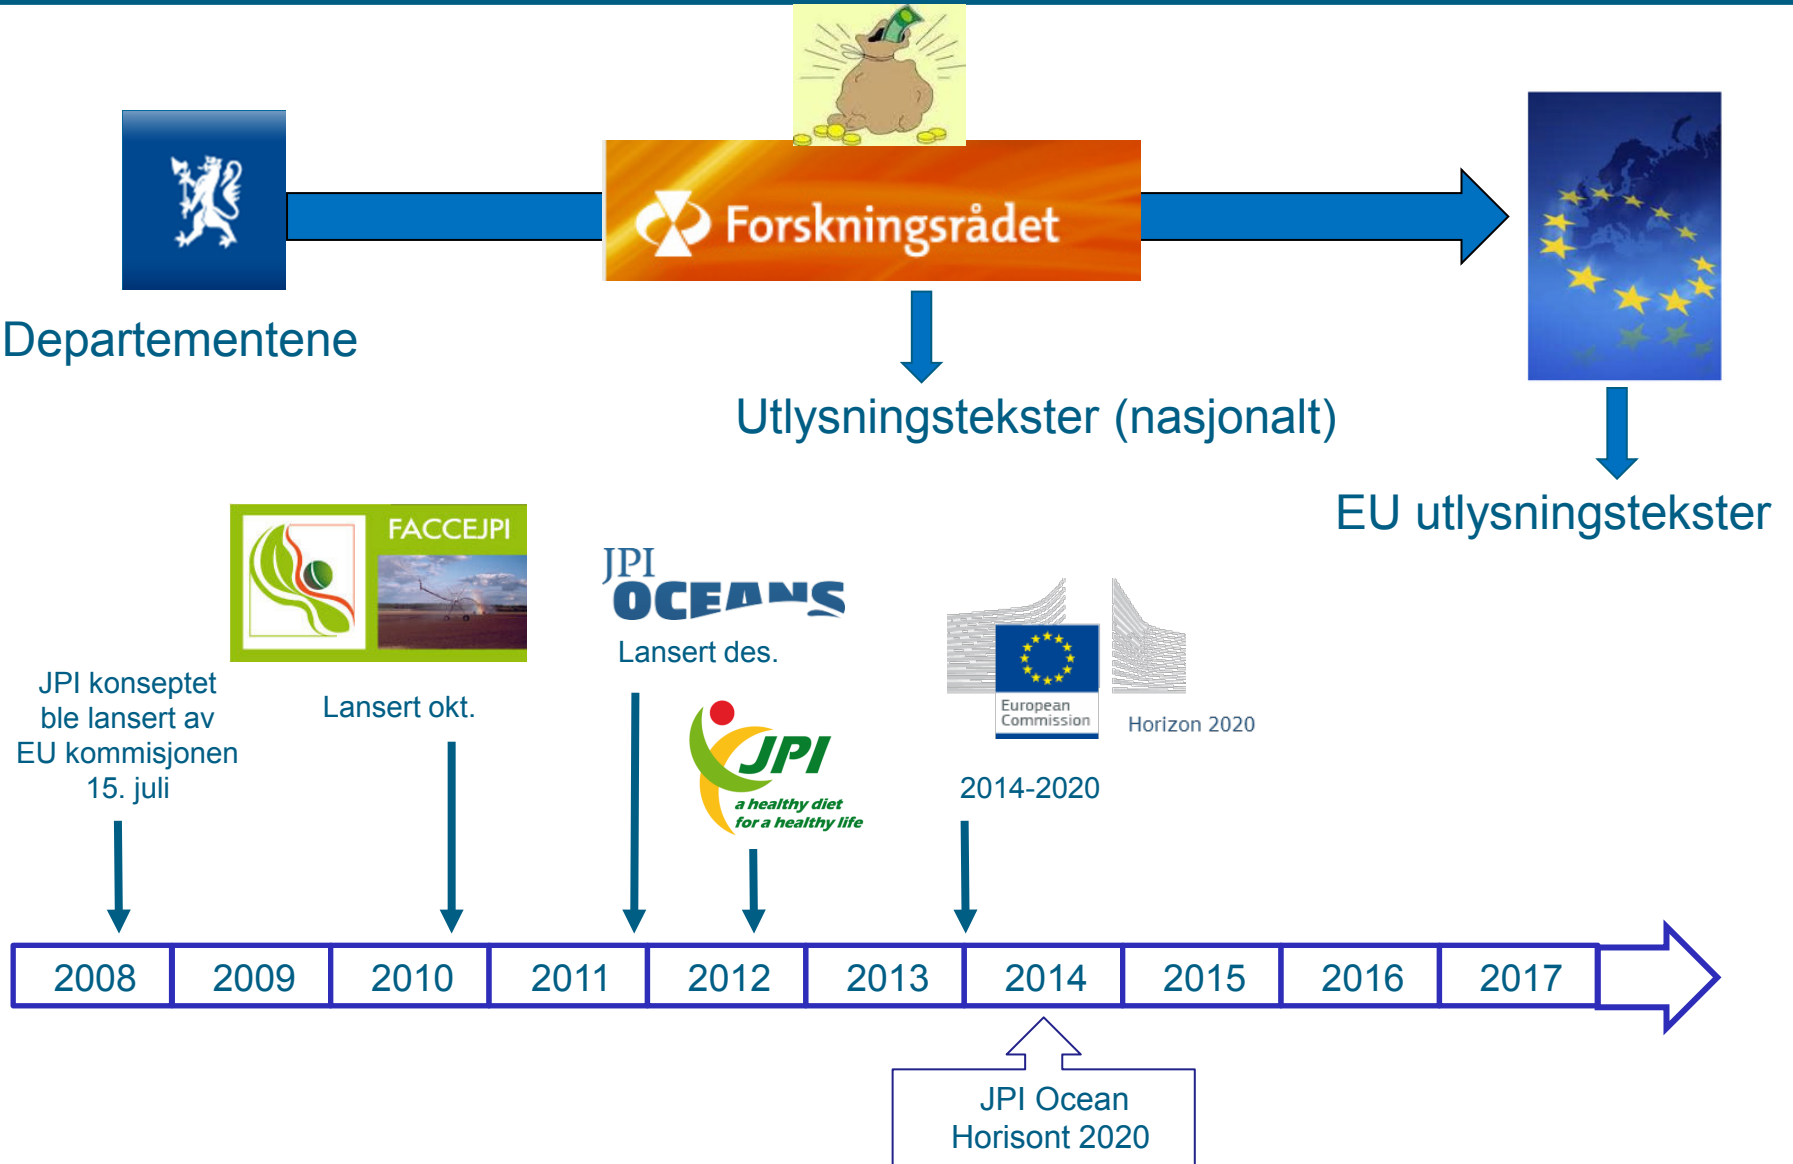 Forskningsrådet
Departementene
Utlysningstekster (nasjonalt)
EU utlysningstekster
FACCEJPI
JPI
OCEANS
Lansert des.
JPI konseptet
ble lansert av
EU kommisjonen
15. juli
Lansert okt.
JPI
a healthy diet
for a healthy life
European
Commission
Horizon 2020
2014-2020
2008
2009
2010
2011
2012
2013
2014
2015
2016
2017
JPI Ocean
Horisont 2020